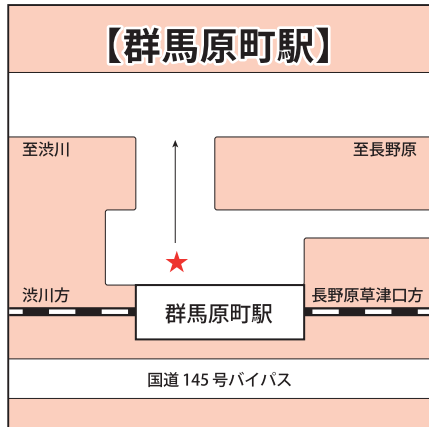 【群馬原町駅】
至渋川
至長野原
渋川方
長野原草津口方
群馬原町駅
国道145号バイパス